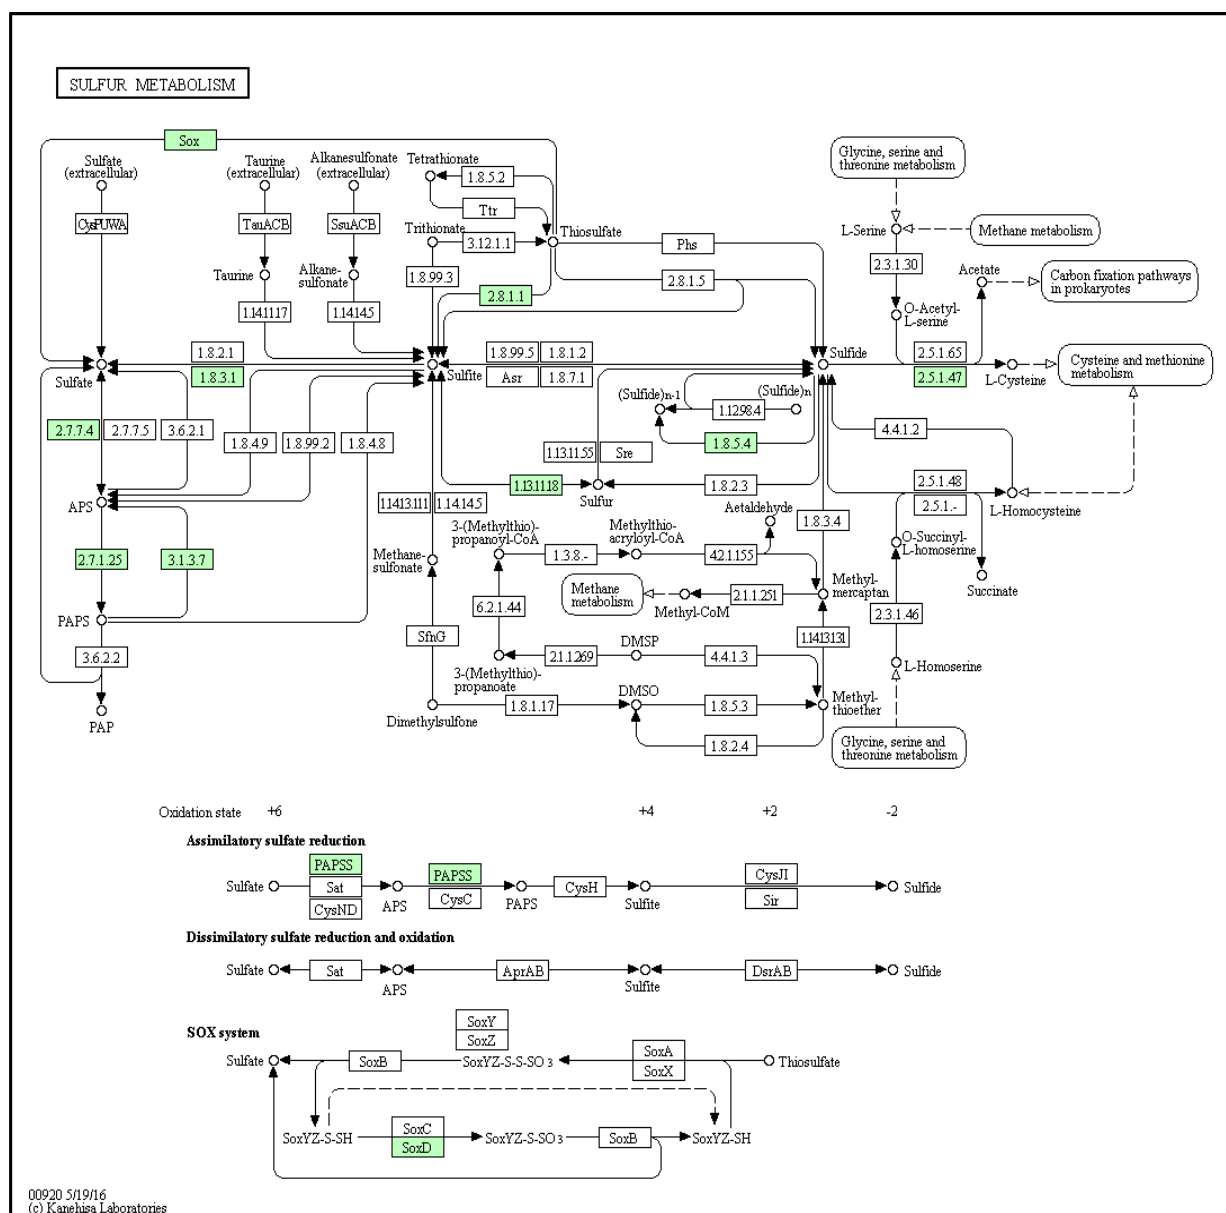 SULFUR METABOLISM
Sox
Sulfate
(extracellular)
Taurine
(extracellular)
Alkanesulfonate
(extracellular)
Tetrathionate
1.8.5.2
Ttr
Glycine, serine and
threonine metabolism
CysPUWA
TauACB
SsuACB
Trithionate
3.12.1.1
Thiosulfate
Phs
L-Serine
Methane metabolism
Taurine
Alkane-
sulfonate
1.8.99.3
2.8.1.1
2.8.1.5
2.3.1.30
Acetate
Carbon fixation pathways
in prokaryotes
1.14.11.17
1.14.14.5
O-Acetyl-
L-serine
1.8.2.1
1.8.3.1
Sulfate
Sulfite
1.8.99.5
1.8.1.2
Asr
1.8.7.1
Sulfide
2.5.1.65
2.5.1.47
L-Cysteine
Cysteine and methionine
metabolism
(Sulfide)n-1
(Sulfide)n
1.12.98.4
1.8.5.4
2.7.7.4
2.7.7.5
3.6.2.1
1.8.4.9
1.8.99.2
1.8.4.8
1.13.11.55
Sre
4.4.1.2
1.13.11.18
Sulfur
1.8.2.3
2.5.1.48
2.5.1.-
L-Homocysteine
APS
1.14.13.111
1.14.14.5
Aetaldehyde
1.8.3.4
3-(Methylthio)-
propanoyl-CoA
Methylthio-
acryloyl-CoA
1.3.8.-
4.2.1.155
O-Succinyl-
L-homoserine
Succinate
2.7.1.25
3.1.3.7
Methane-
sulfonate
Methane
metabolism
Methyl-CoM
2.1.1.251
Methyl-
mercaptan
6.2.1.44
2.3.1.46
PAPS
SfnG
1.14.13.131
3.6.2.2
2.1.1.269
DMSP
4.4.1.3
L-Homoserine
3-(Methylthio)-
propanoate
DMSO
PAP
Dimethylsulfone
1.8.1.17
1.8.5.3
Methyl-
thioether
1.8.2.4
Glycine, serine and
threonine metabolism
Oxidation state +6 +4 +2 -2
Assimilatory sulfate reduction
PAPSS
PAPSS
CysJI
Sulfate
Sat
APS
CysC
PAPS
CysH
Sulfite
Sir
Sulfide
CysND
Dissimilatory sulfate reduction and oxidation
Sulfate
Sat
APS
AprAB
Sulfite
DsrAB
Sulfide
SOX system
SoxY
SoxZ
Sulfate
SoxB
SoxYZ-S-S-SO3
SoxA
SoxX
Thiosulfate
SoxYZ-S-SH
SoxC
SoxD
SoxYZ-S-SO3
SoxB
SoxYZ-SH
00920 5/19/16
(c) Kanehisa Laboratories